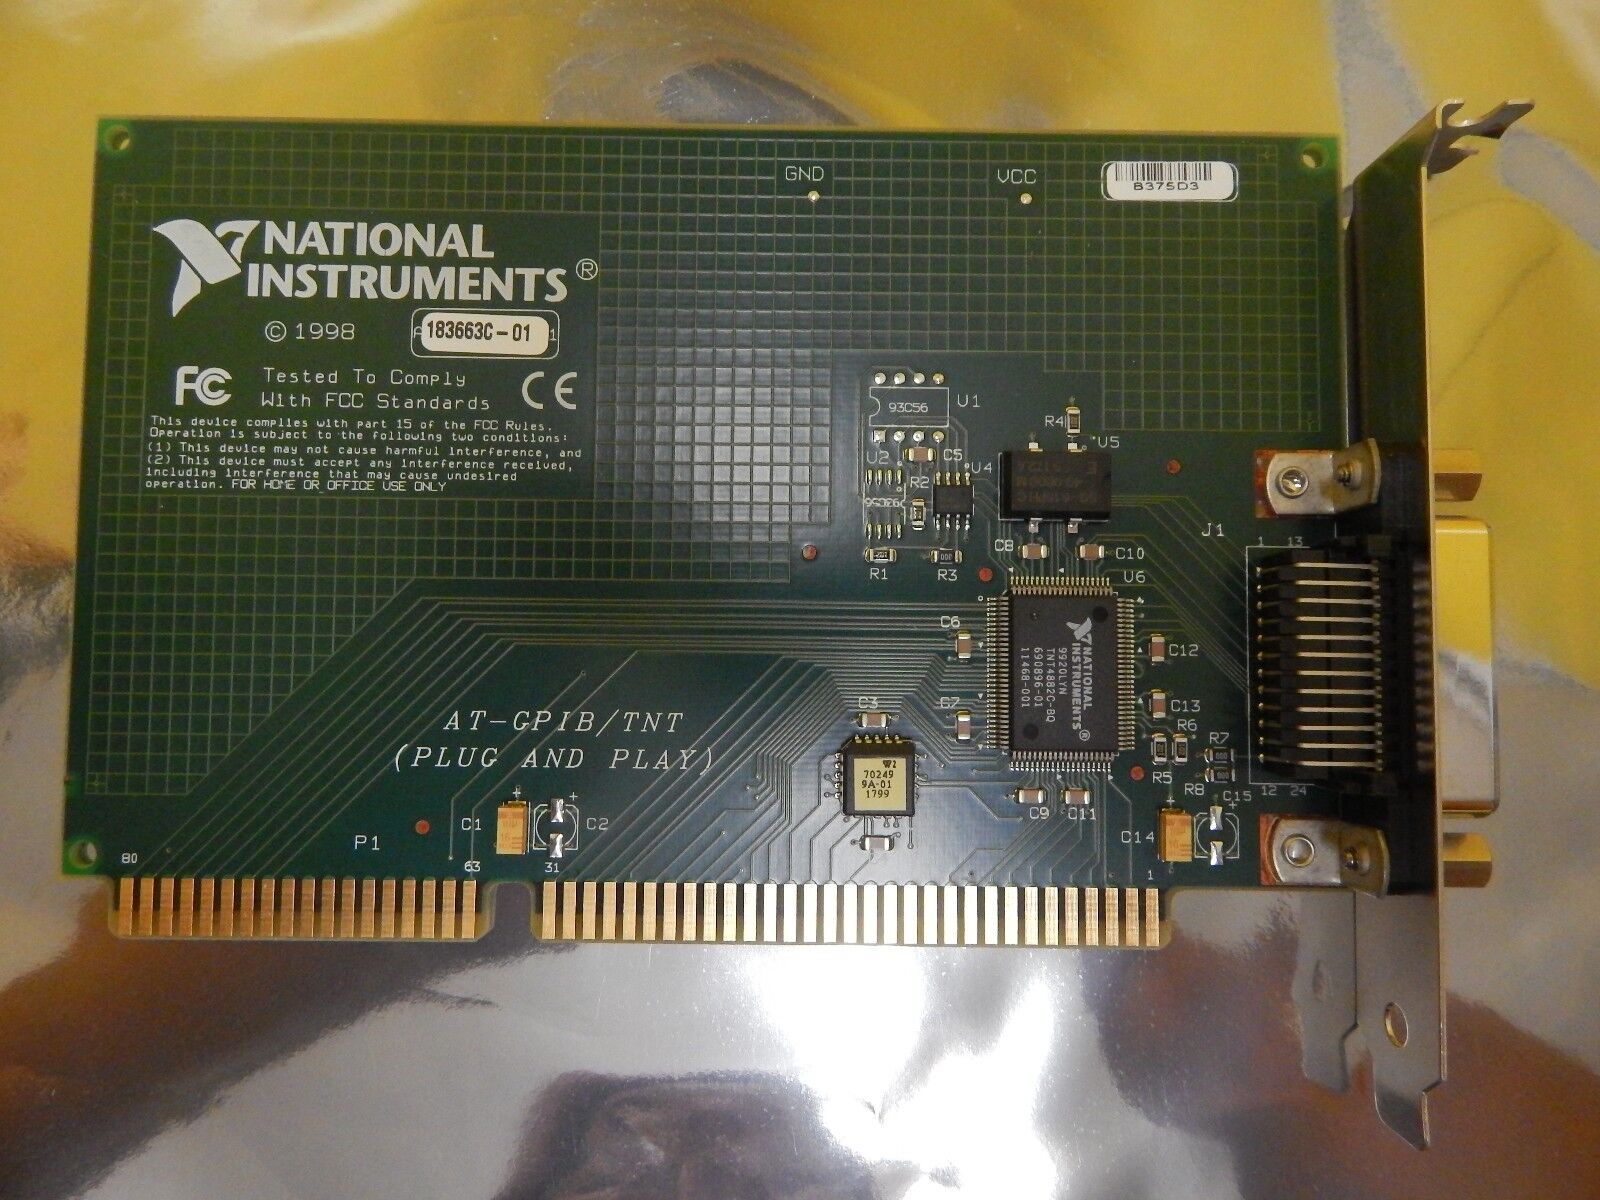 GND
VCC
B375D3
NATIONAL
INSTRUMENTS®
© 1998
183663C-01
FC
Tested To Comply
With FCC Standards
CE
This device complies with part 15 of the FCC Rules.
Operation is subject to the following two conditions:
(1) This device may not cause harmful interference, and
(2) This device must accept any interference received,
including interference that may cause undesired
operation. FOR HOME OR OFFICE USE ONLY
93C56
U1
R4
U5
U2
C5
U4
R2
R1
R3
C8
C10
J1
1 13
U6
C6
C7
NATIONAL
INSTRUMENTS®
9920LYN
TNT4882C-BQ
690896-01
11468-001
C12
C13
R6
R7
R5
R8
12 24
C15
C9
C11
C14
C3
70249
9A-01
1799
AT-GPIB/TNT
(PLUG AND PLAY)
C1
C2
P1
80
63
31
1